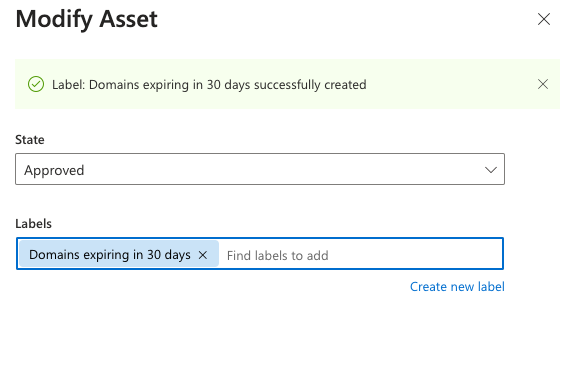 Modify Asset
Label: Domains expiring in 30 days successfully created
State
Approved
Labels
Domains expiring in 30 days Find labels to add
Create new label